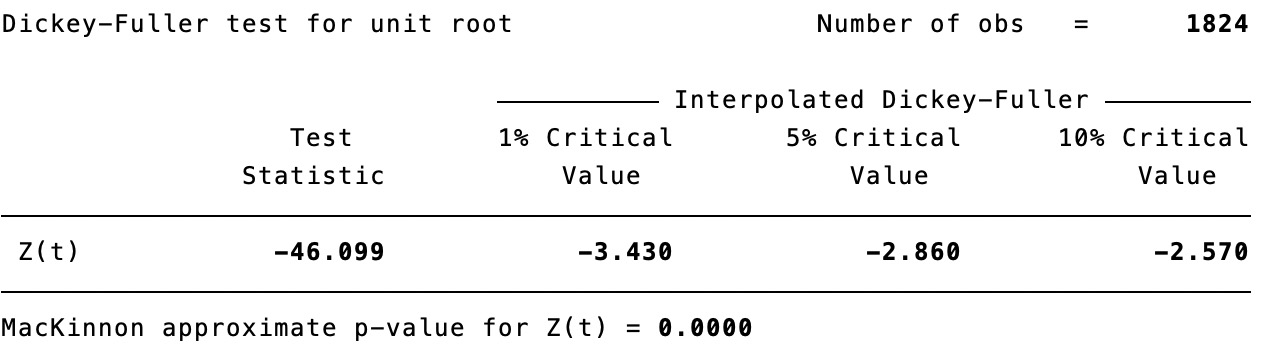 Dickey-Fuller test for unit root Number of obs = 1824
Interpolated Dickey-Fuller
Test 1% Critical 5% Critical 10% Critical
Statistic Value Value Value
Z(t) -46.099 -3.430 -2.860 -2.570
MacKinnon approximate p-value for Z(t) = 0.0000